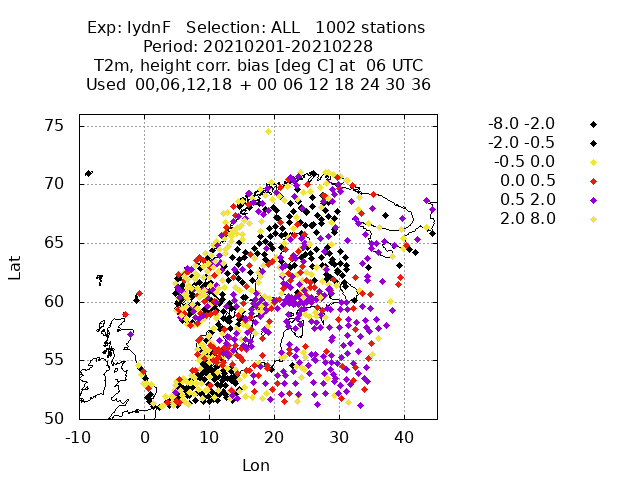 Exp: IydnF Selection: ALL 1002 stations
Period: 20210201-20210228
T2m, height corr. bias [deg C] at 06 UTC
Used 00,06,12,18 + 00 06 12 18 24 30 36
75
70
65
60
55
50
-10 0 10 20 30 40
Lat
Lon
-8.0 -2.0
-2.0 -0.5
-0.5 0.0
0.0 0.5
0.5 2.0
2.0 8.0